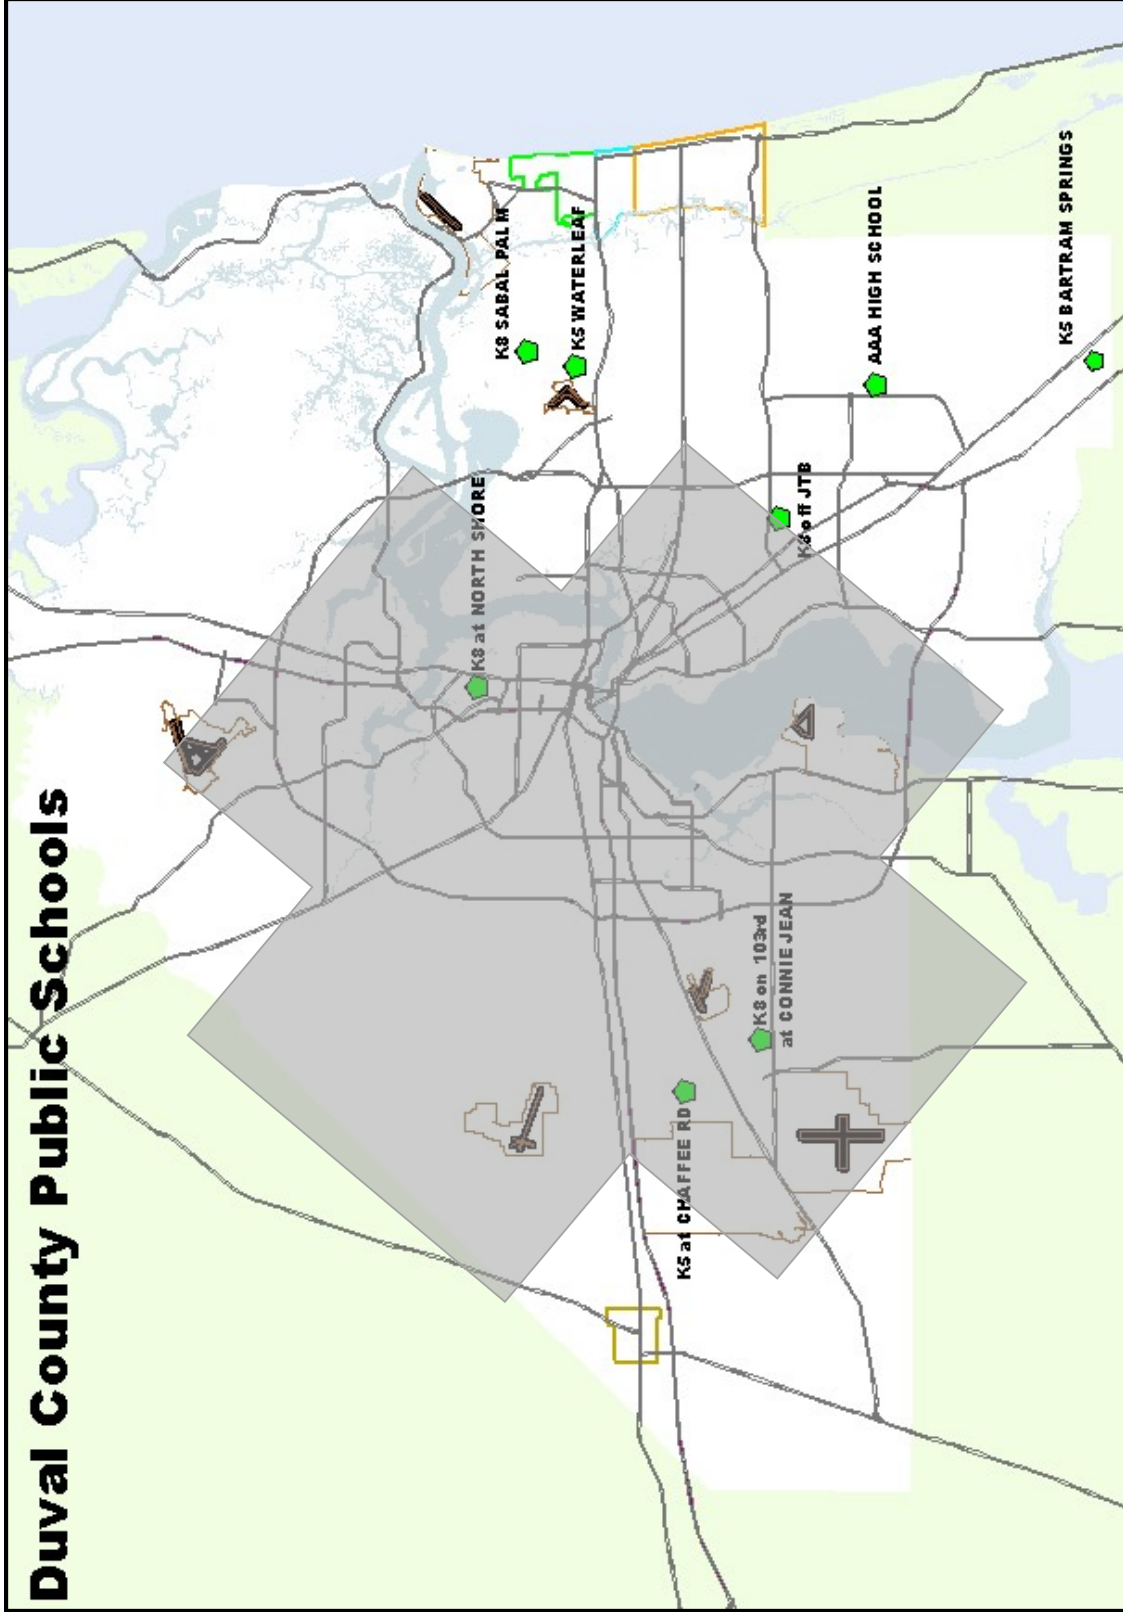 Duval County Public Schools
K8 SABAL PALM
K5 WATERLEAF
K8 at NORTH SHORE
AAA HIGH SCHOOL
K8 off JTB
K5 BARTRAM SPRINGS
K8 on 103rd
at CONNIE JEAN
K5 at CHAFFEE RD